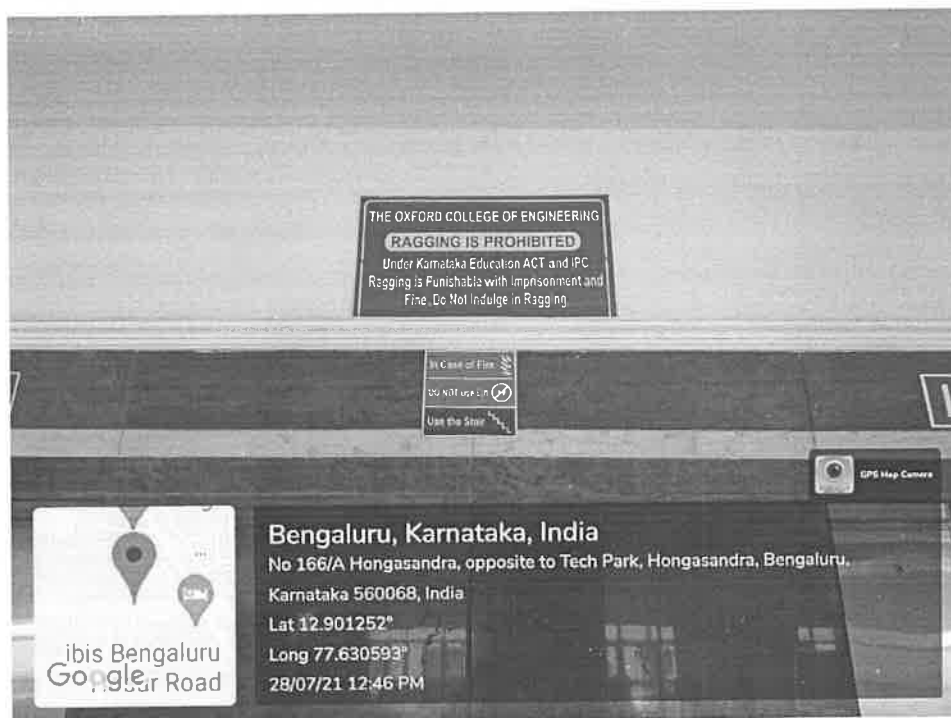 THE OXFORD COLLEGE OF ENGINEERING
RAGGING IS PROHIBITED
Under Karnataka Education ACT and IPC
Ragging is Punishable with Imprisonment and
Fine. Do Not Indulge in Ragging
In Case of Fire
DO NOT use Lift
Use the Stair
GPS Map Camera
Bengaluru, Karnataka, India
No 166/A Hongasandra, opposite to Tech Park, Hongasandra, Bengaluru,
Karnataka 560068, India
Lat 12.901252°
Long 77.630593°
28/07/21 12:46 PM
ibis Bengaluru
Google
Road